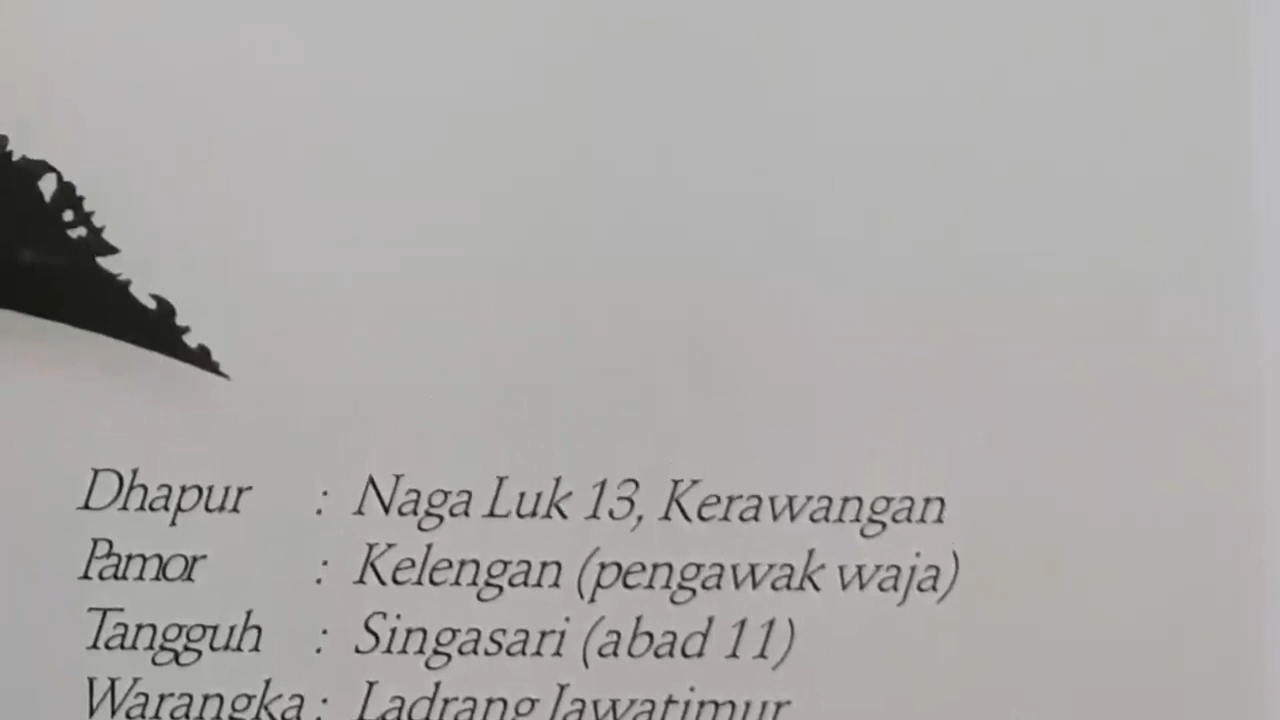 Dhapur : Naga Luk 13, Kerawangan
Pamor : Kelengan (pengawak waja)
Tangguh : Singasari (abad 11)
Warangka : Ladrang Jawatimur